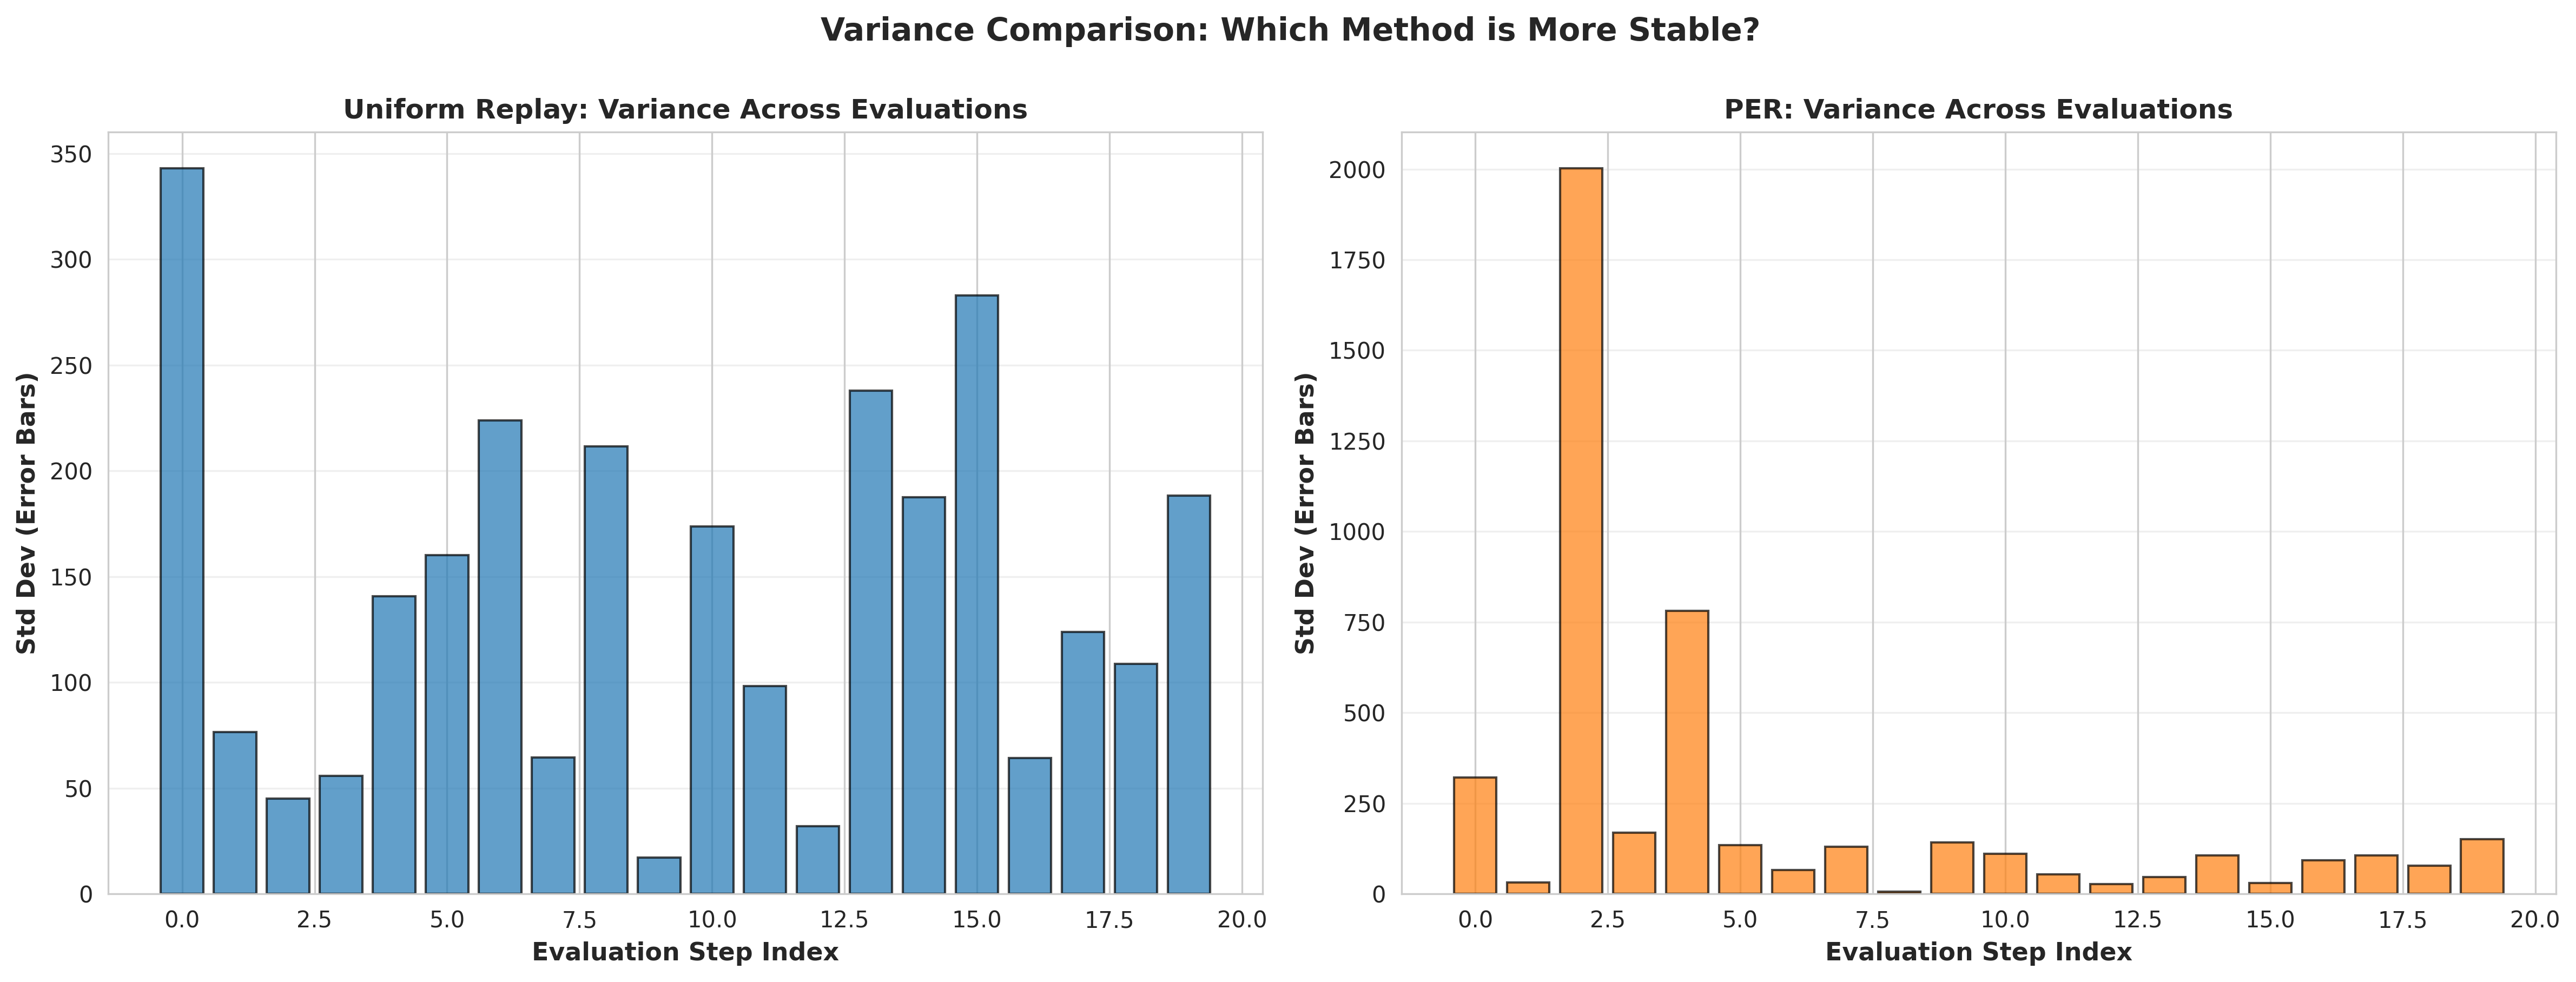 Variance Comparison: Which Method is More Stable?
Uniform Replay: Variance Across Evaluations
350
300
250
200
150
100
50
0
Std Dev (Error Bars)
0.0 2.5 5.0 7.5 10.0 12.5 15.0 17.5 20.0
Evaluation Step Index
PER: Variance Across Evaluations
2000
1750
1500
1250
1000
750
500
250
0
Std Dev (Error Bars)
0.0 2.5 5.0 7.5 10.0 12.5 15.0 17.5 20.0
Evaluation Step Index